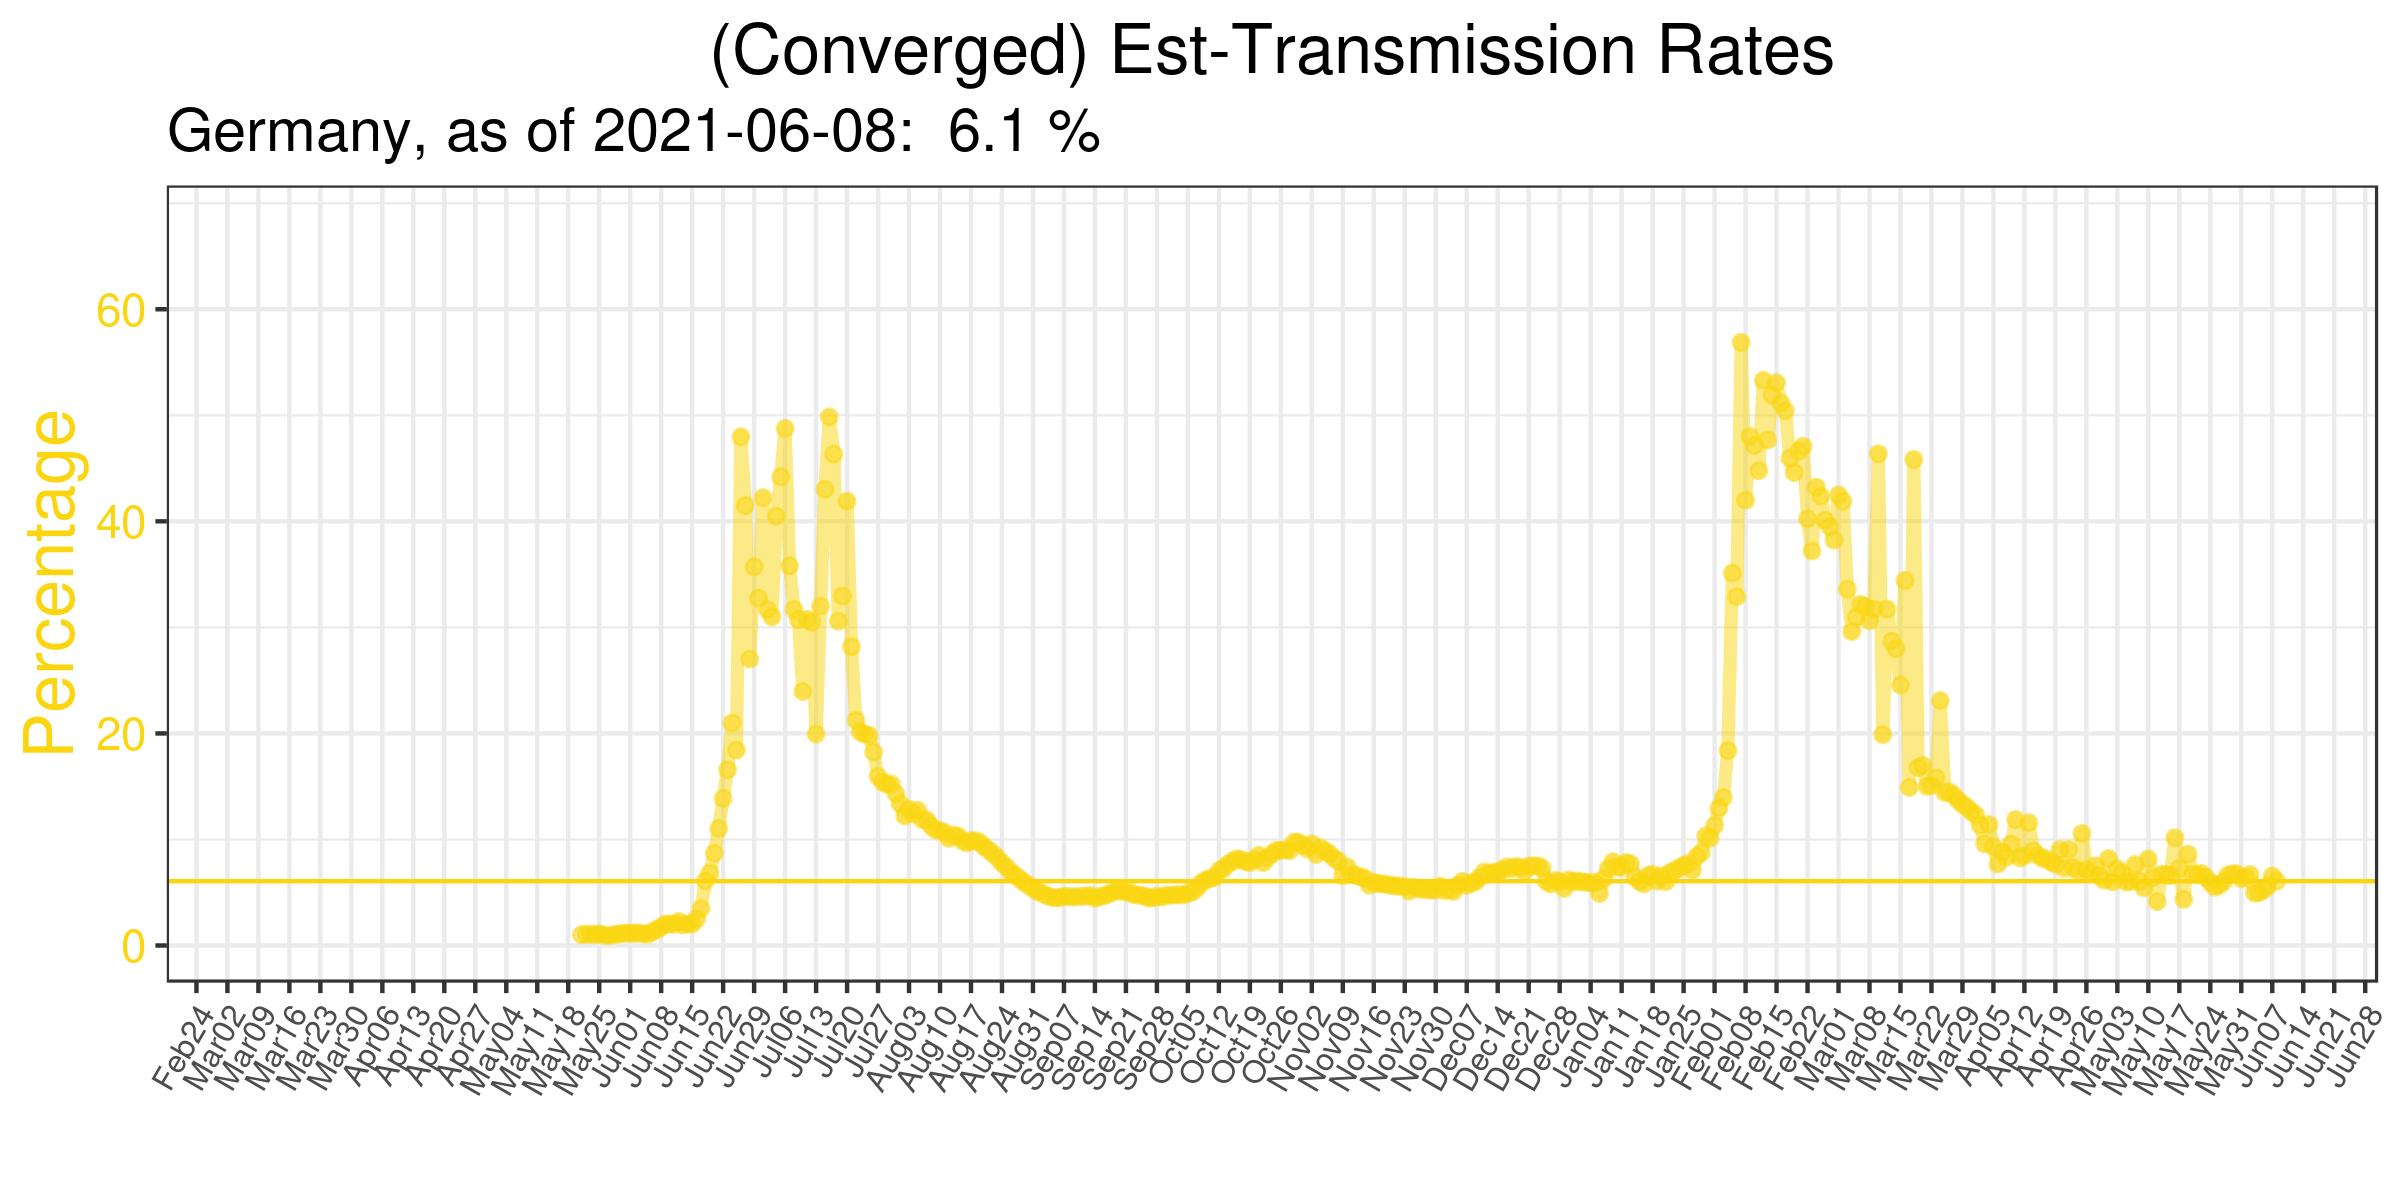 (Converged) Est-Transmission Rates
Germany, as of 2021-06-08:  6.1 %
Percentage
60
40
20
0
Feb24
Mar02
Mar09
Mar16
Mar23
Mar30
Apr06
Apr13
Apr20
Apr27
May04
May11
May18
May25
Jun01
Jun08
Jun15
Jun22
Jun29
Jul06
Jul13
Jul20
Jul27
Aug03
Aug10
Aug17
Aug24
Aug31
Sep07
Sep14
Sep21
Sep28
Oct05
Oct12
Oct19
Oct26
Nov02
Nov09
Nov16
Nov23
Nov30
Dec07
Dec14
Dec21
Dec28
Jan04
Jan11
Jan18
Jan25
Feb01
Feb08
Feb15
Feb22
Mar01
Mar08
Mar15
Mar22
Mar29
Apr05
Apr12
Apr19
Apr26
May03
May10
May17
May24
May31
Jun07
Jun14
Jun21
Jun28